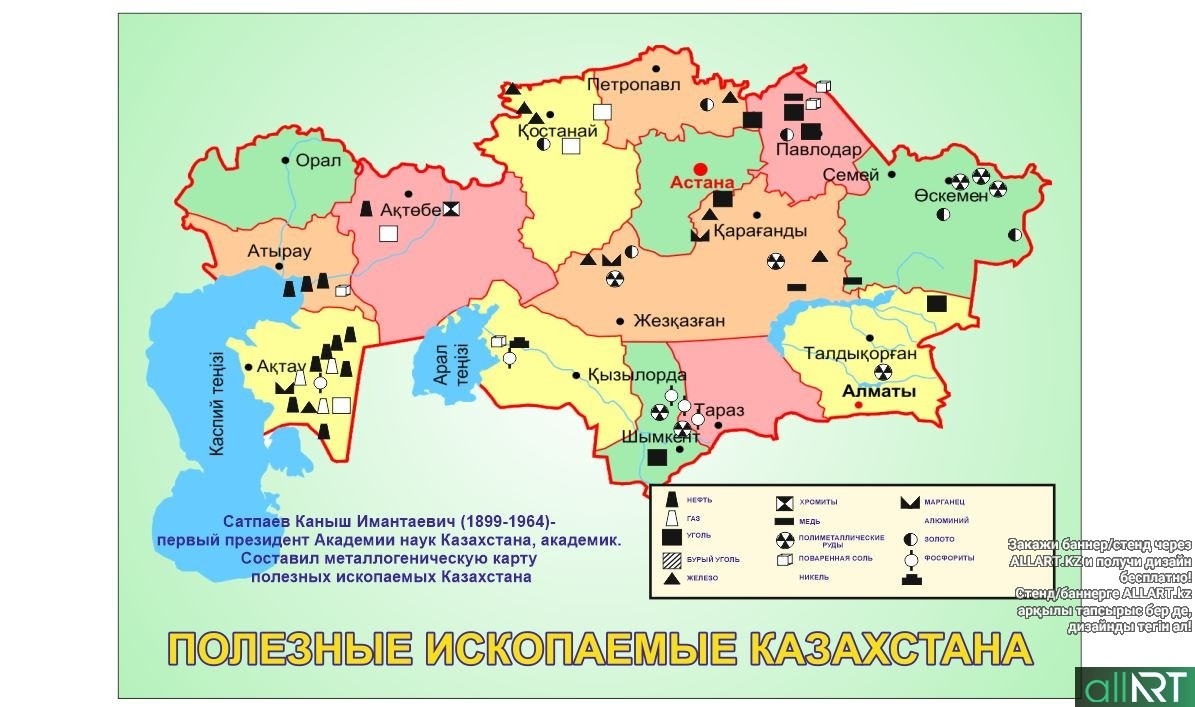 Петропавл
Қостанай
Павлодар
Орал
Астана
Семей
Өскемен
Ақтөбе
Қарағанды
Атырау
Жезқазған
Каспий теңізі
Ақтау
Арал
теңізі
Қызылорда
Талдықорған
Алматы
Тараз
Шымкент
НЕФТЬ
ГАЗ
УГОЛЬ
БУРЫЙ УГОЛЬ
ЖЕЛЕЗО
ХРОМИТЫ
МЕДЬ
ПОЛИМЕТАЛЛИЧЕСКИЕ
РУДЫ
ПОВАРЕННАЯ СОЛЬ
НИКЕЛЬ
МАРГАНЕЦ
АЛЮМИНИЙ
ЗОЛОТО
ФОСФОРИТЫ
Сатпаев Каныш Имантаевич (1899-1964)-
первый президент Академии наук Казахстана, академик.
Составил металлогеническую карту
полезных ископаемых Казахстана
Закажи баннер/стенд через
ALLART.KZ и получи дизайн
бесплатно!
Стенд/баннерге ALLART.kz
арқылы тапсырыс бер де,
дизайнды тегін ал!
ПОЛЕЗНЫЕ ИСКОПАЕМЫЕ КАЗАХСТАНА
allART